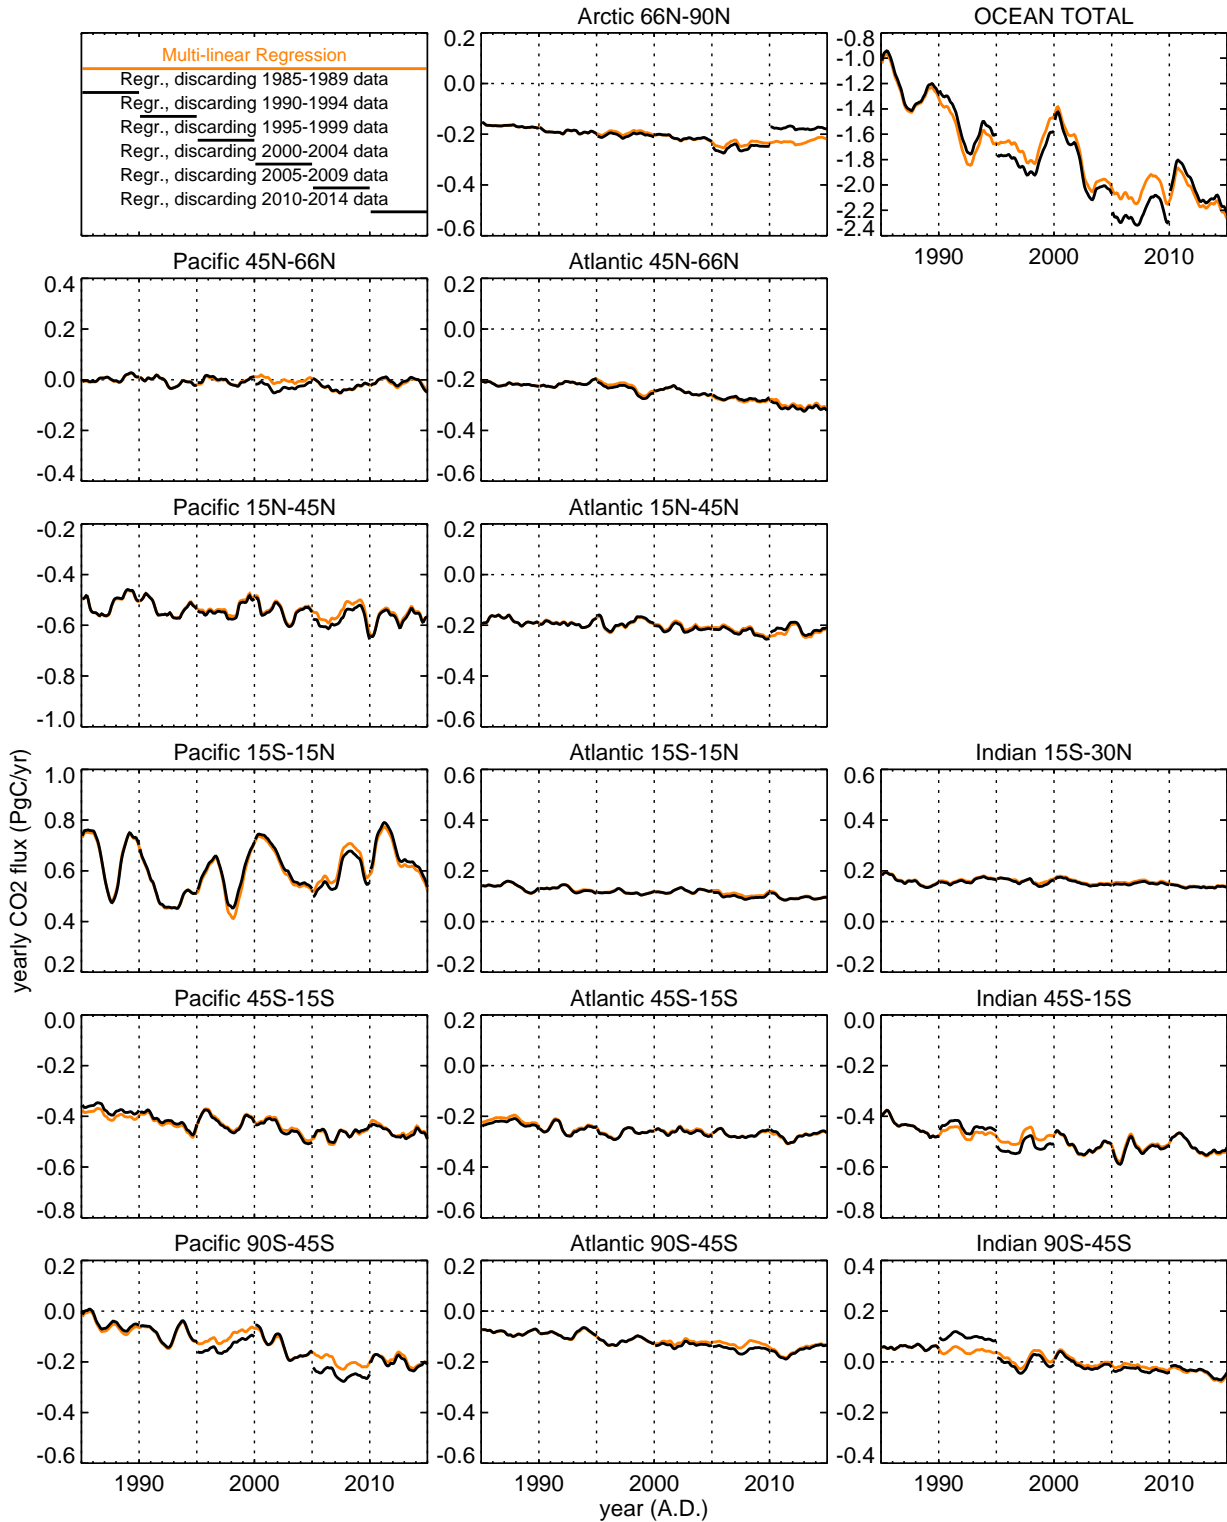 Arctic 66N-90N
OCEAN TOTAL
Multi-linear Regression
Regr., discarding 1985-1989 data
Regr., discarding 1990-1994 data
Regr., discarding 1995-1999 data
Regr., discarding 2000-2004 data
Regr., discarding 2005-2009 data
Regr., discarding 2010-2014 data
0.2
0.0
-0.2
-0.4
-0.6
-0.8
-1.0
-1.2
-1.4
-1.6
-1.8
-2.0
-2.2
-2.4
1990 2000 2010
Pacific 45N-66N
0.4
0.2
0.0
-0.2
-0.4
Atlantic 45N-66N
0.2
0.0
-0.2
-0.4
-0.6
Pacific 15N-45N
-0.2
-0.4
-0.6
-0.8
-1.0
Atlantic 15N-45N
0.2
0.0
-0.2
-0.4
-0.6
yearly CO2 flux (PgC/yr)
Pacific 15S-15N
1.0
0.8
0.6
0.4
0.2
Atlantic 15S-15N
0.6
0.4
0.2
0.0
-0.2
Indian 15S-30N
0.6
0.4
0.2
0.0
-0.2
Pacific 45S-15S
0.0
-0.2
-0.4
-0.6
-0.8
Atlantic 45S-15S
0.2
0.0
-0.2
-0.4
-0.6
Indian 45S-15S
0.0
-0.2
-0.4
-0.6
-0.8
Pacific 90S-45S
0.2
0.0
-0.2
-0.4
-0.6
1990 2000 2010
Atlantic 90S-45S
0.2
0.0
-0.2
-0.4
-0.6
1990 2000 2010
Indian 90S-45S
0.4
0.2
0.0
-0.2
-0.4
1990 2000 2010
year (A.D.)